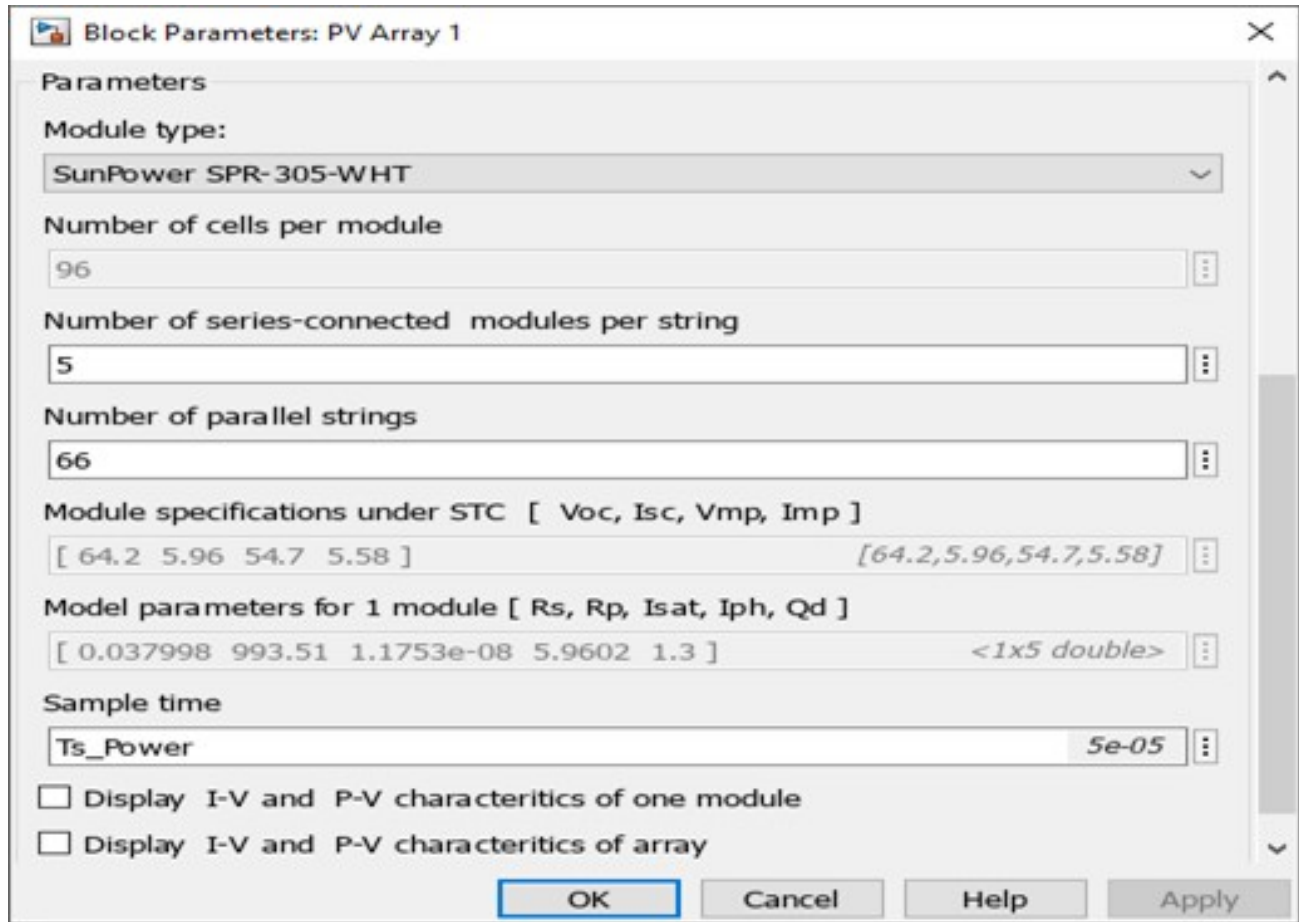 Block Parameters: PV Array 1
Parameters
Module type:
SunPower SPR-305-WHT
Number of cells per module
96
Number of series-connected modules per string
5
Number of parallel strings
66
Module specifications under STC [ Voc, Isc, Vmp, Imp ]
[ 64.2 5.96 54.7 5.58 ] [64.2,5.96,54.7,5.58]
Model parameters for 1 module [ Rs, Rp, Isat, Iph, Qd ]
[ 0.037998 993.51 1.1753e-08 5.9602 1.3 ] <1x5 double>
Sample time
Ts_Power 5e-05
Display I-V and P-V characteritics of one module
Display I-V and P-V characteritics of array
OK Cancel Help Apply